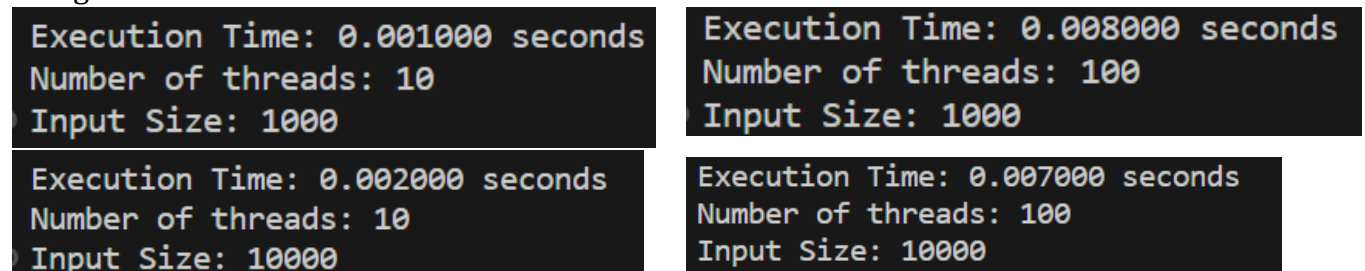 Execution Time: 0.001000 seconds
Number of threads: 10
Input Size: 1000
Execution Time: 0.008000 seconds
Number of threads: 100
Input Size: 1000
Execution Time: 0.002000 seconds
Number of threads: 10
Input Size: 10000
Execution Time: 0.007000 seconds
Number of threads: 100
Input Size: 10000